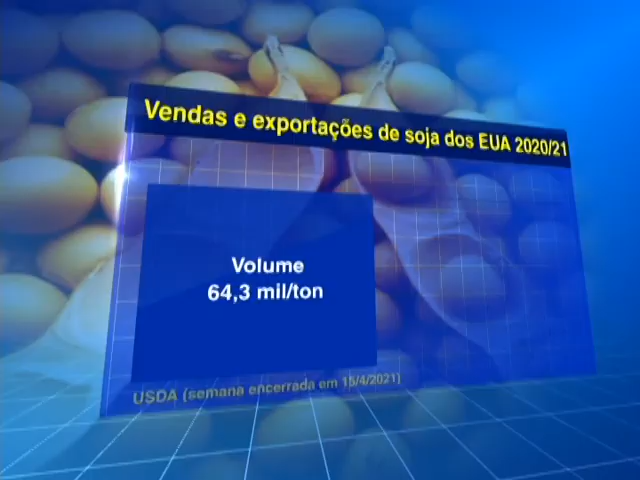 Vendas e exportações de soja dos EUA 2020/21
Volume
64,3 mil/ton
USDA (semana encerrada em 15/4/2021)